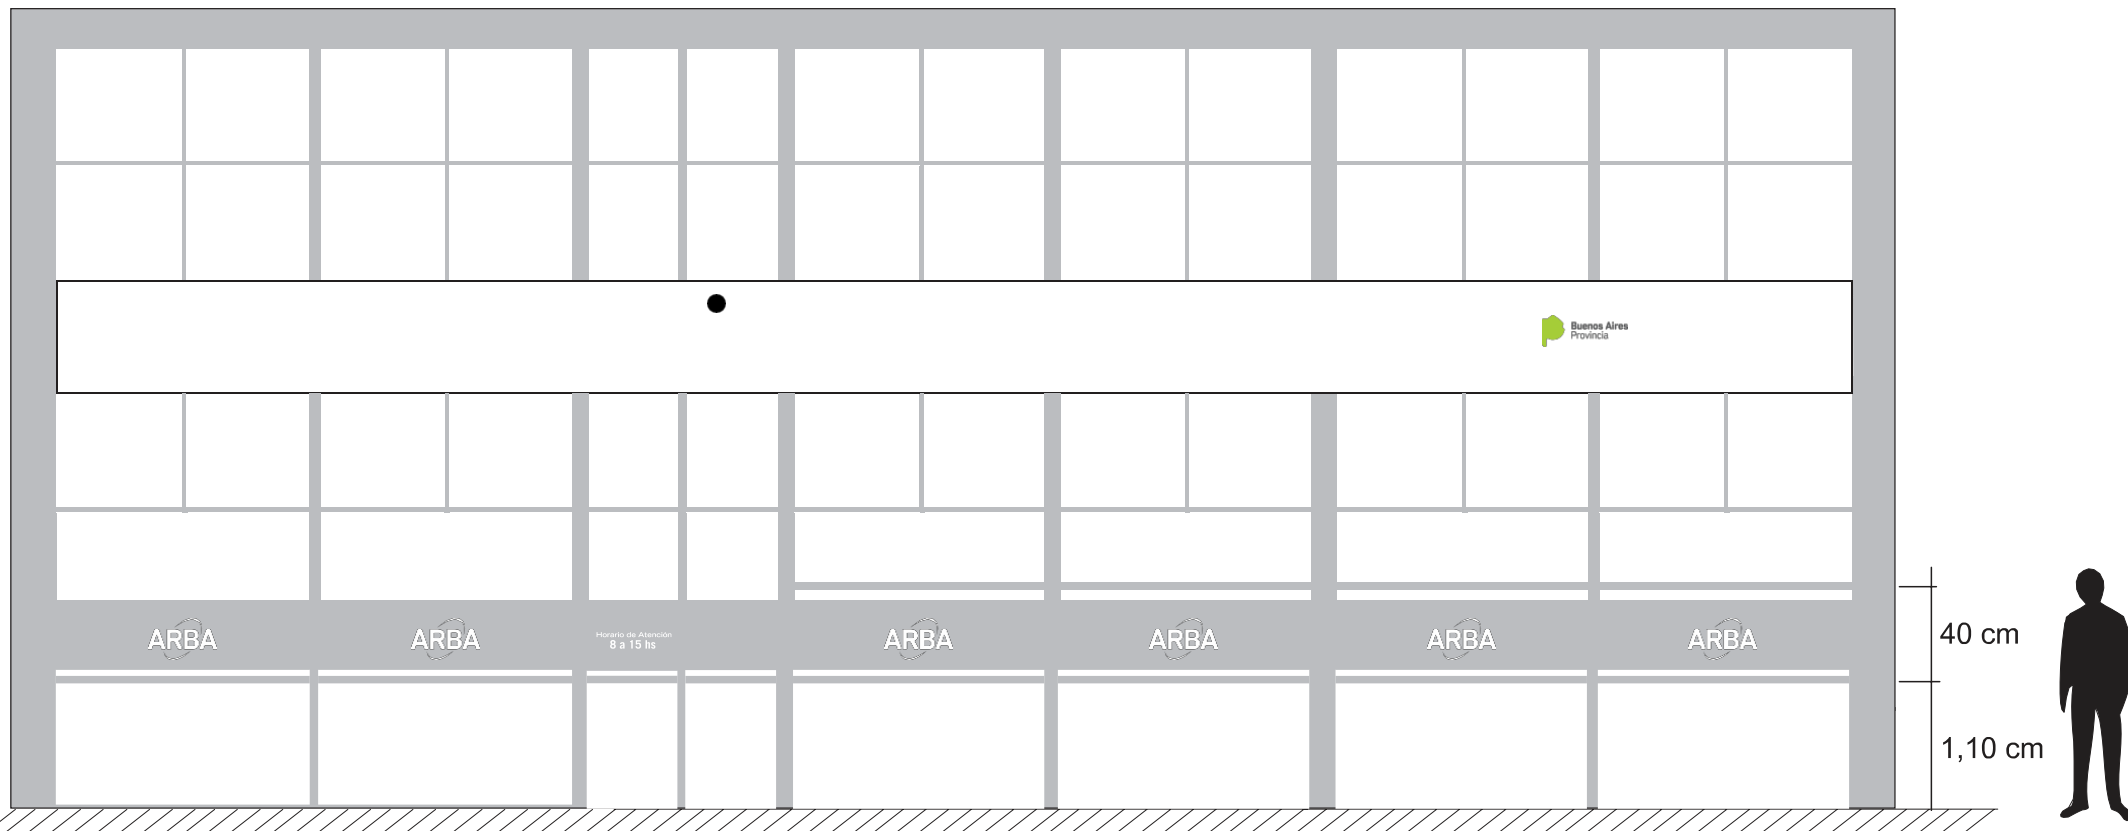 Buenos Aires
Provincia
ARBA
ARBA
Horario de Atención
8 a 15 hs
ARBA
ARBA
ARBA
ARBA
40 cm
1,10 cm